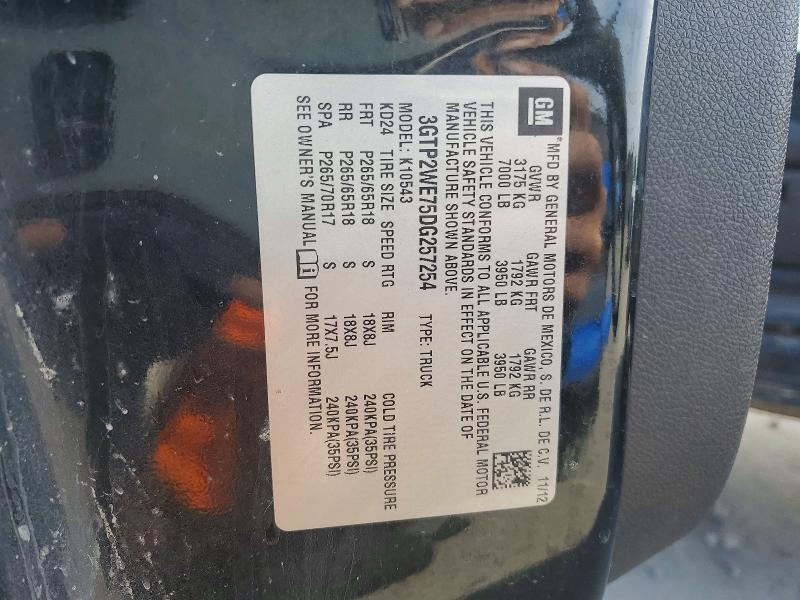 GM
®MFD BY GENERAL MOTORS DE MEXICO, S. DE R.L. DE C.V. 11/12
GVWR GAWR FRT GAWR RR
3175 KG 1792 KG 1792 KG
7000 LB 3950 LB 3950 LB
THIS VEHICLE CONFORMS TO ALL APPLICABLE U.S. FEDERAL MOTOR
VEHICLE SAFETY STANDARDS IN EFFECT ON THE DATE OF
MANUFACTURE SHOWN ABOVE.
3GTP2WE75DG257254 TYPE: TRUCK
MODEL: K10543
KD24 TIRE SIZE SPEED RTG RIM COLD TIRE PRESSURE
FRT P265/65R18 S 18X8J 240KPA(35PSI)
RR P265/65R18 S 18X8J 240KPA(35PSI)
SPA P265/70R17 S 17X7.5J 240KPA(35PSI)
SEE OWNER'S MANUAL i FOR MORE INFORMATION.